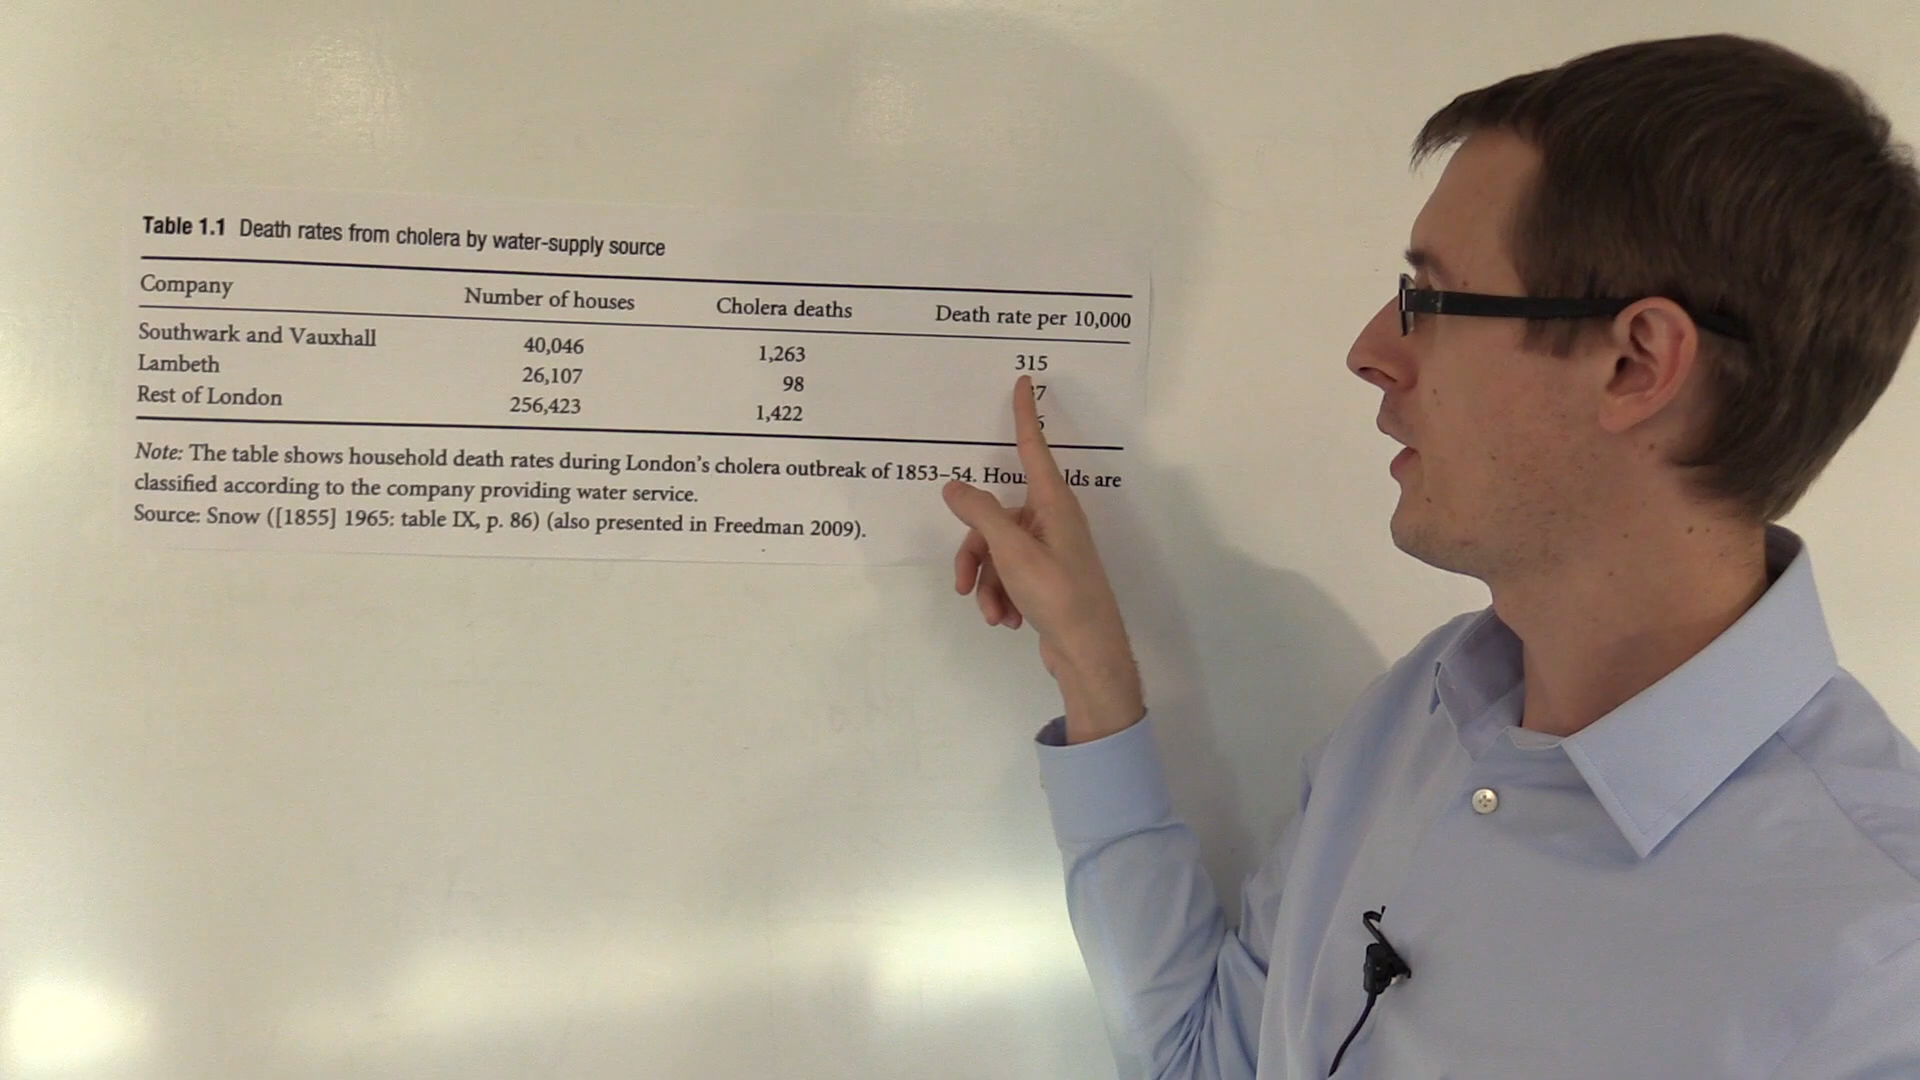 Table 1.1 Death rates from cholera by water-supply source
Company Number of houses Cholera deaths Death rate per 10,000
Southwark and Vauxhall 40,046 1,263 315
Lambeth 26,107 98
Rest of London 256,423 1,422
Note: The table shows household death rates during London's cholera outbreak of 1853–54. are
classified according to the company providing water service.
Source: Snow ([1855] 1965: table IX, p. 86) (also presented in Freedman 2009).